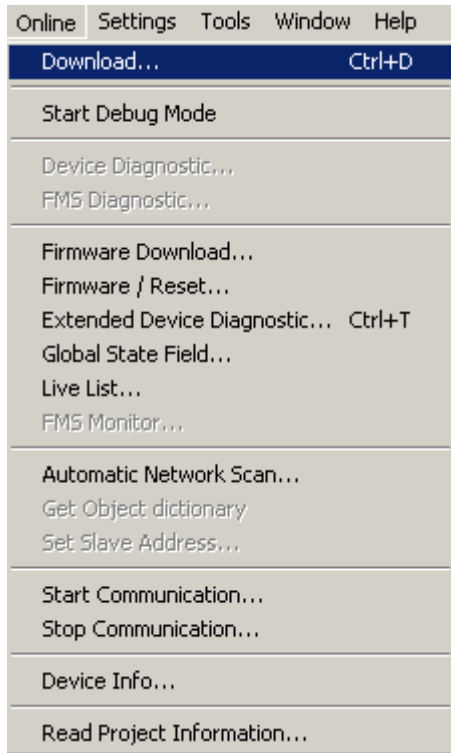 Online Settings Tools Window Help
Download... Ctrl+D
Start Debug Mode
Device Diagnostic...
FMS Diagnostic...
Firmware Download...
Firmware / Reset...
Extended Device Diagnostic... Ctrl+T
Global State Field...
Live List...
FMS Monitor...
Automatic Network Scan...
Get Object dictionary
Set Slave Address...
Start Communication...
Stop Communication...
Device Info...
Read Project Information...